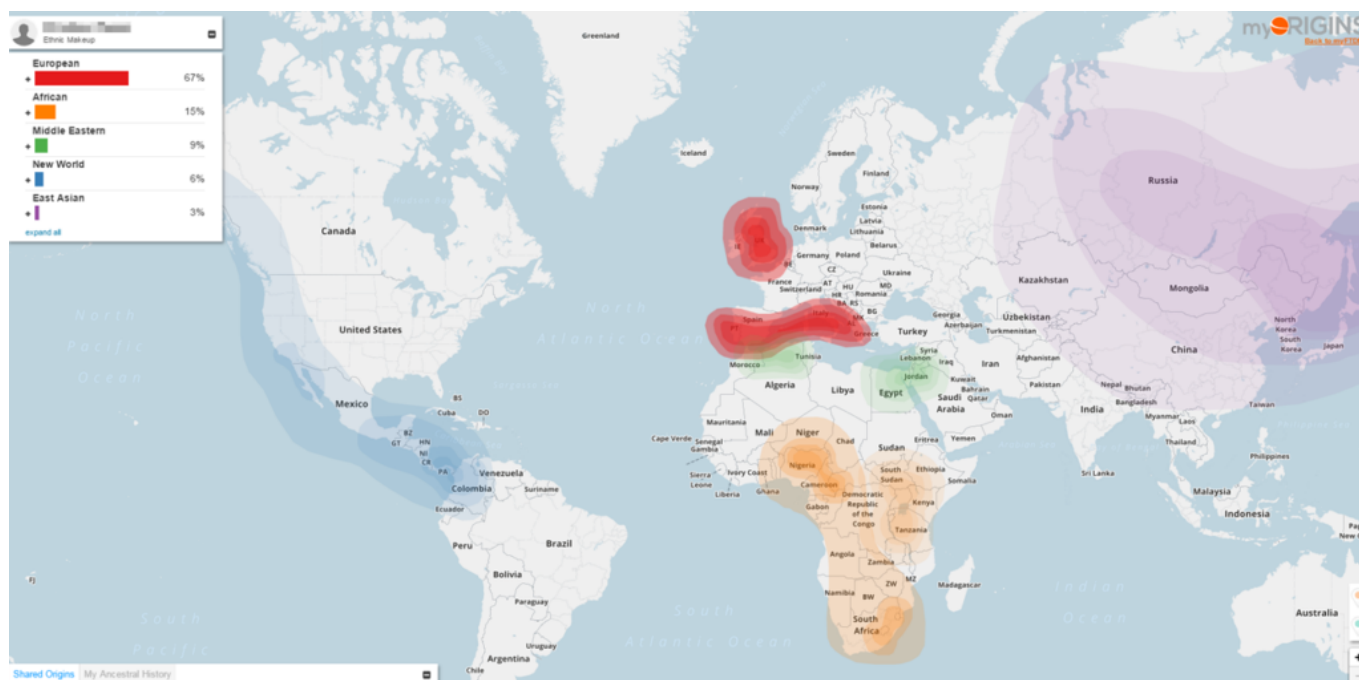 Ethnic Makeup
European
67%
African
15%
Middle Eastern
9%
New World
6%
East Asian
3%
expand all
myORIGINS
Greenland
Iceland
Sweden
Finland
Norway
Estonia
Latvia
Lithuania
Denmark
Belarus
Russia
Canada
IE
UK
BE
Germany
Poland
CZ
Ukraine
France
AT
HU
MD
Switzerland
HR
Romania
BA RS
Kazakhstan
Mongolia
North
Pacific
Ocean
United States
North
Atlantic Ocean
PT
Spain
Italy
MK
BG
AL
Greece
Turkey
Georgia
Azerbaijan
Uzbekistan
Turkmenistan
North
Korea
South
Korea
Japan
China
Morocco
Tunisia
Syria
Lebanon
Iraq
Iran
Afghanistan
Jordan
Algeria
Libya
Egypt
Kuwait
Bahrain
Saudi
Arabia
Qatar
Pakistan
Nepal
Bhutan
Bangladesh
India
Taiwan
Mexico
BS
Cuba
DO
Oman
Myanmar
Laos
Mauritania
Cape Verde
Senegal
Gambia
Mali
Niger
Chad
Sudan
Eritrea
Yemen
Thailand
Philippines
BZ
GT
HN
NI
CR
PA
Venezuela
Colombia
Suriname
Sierra
Leone
Ivory Coast
Liberia
Ghana
Nigeria
Cameroon
South
Sudan
Ethiopia
Somalia
Sri Lanka
Ecuador
Gabon
Democratic
Republic
of the
Congo
Kenya
Malaysia
Indonesia
Peru
Brazil
Tanzania
Angola
Zambia
FJ
Bolivia
Namibia
BW
ZW
MZ
Madagascar
Indian
Ocean
Paraguay
South
Pacific
South
Atlantic Ocean
South
Africa
Australia
Uruguay
Argentina
Chile
Shared Origins My Ancestral History